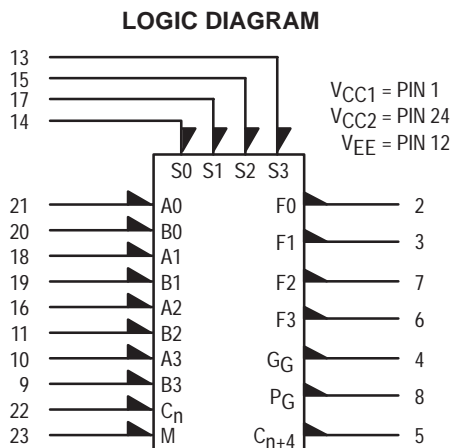 LOGIC DIAGRAM
13
15
17
14
VCC1 = PIN 1
VCC2 = PIN 24
VEE = PIN 12
S0 S1 S2 S3
21 A0 F0 2
20 B0
18 A1 F1 3
19 B1 F2 7
16 A2
11 B2 F3 6
10 A3 GG 4
9 B3 PG 8
22 Cn
23 M Cn+4 5